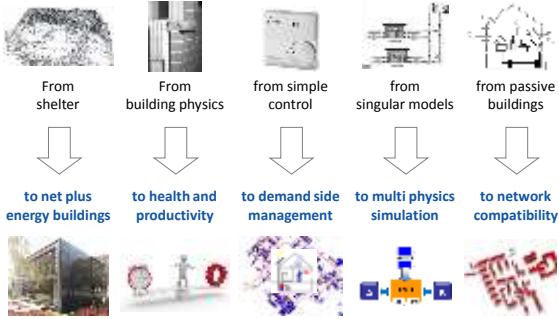 From
shelter
From
building physics
from simple
control
from
singular models
from passive
buildings
to net plus
energy buildings
to health and
productivity
to demand side
management
to multi physics
simulation
to network
compatibility